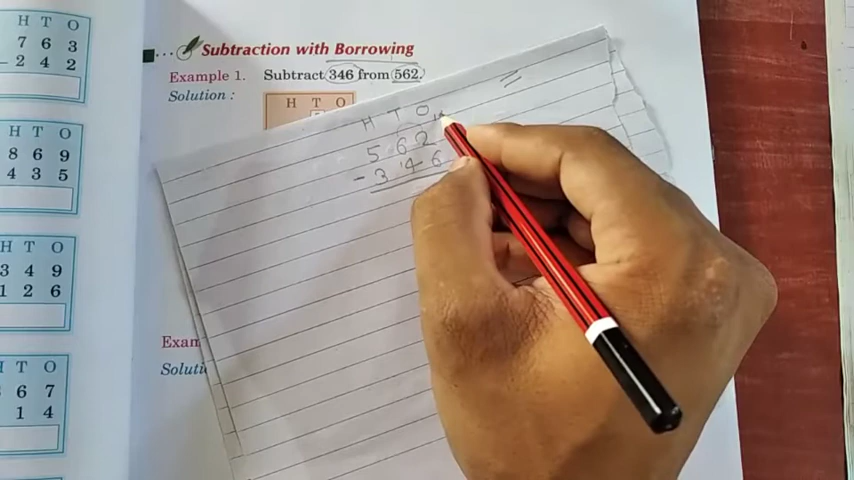 H T O
7 6 3
- 2 4 2
T O
8 6 9
4 3 5
H T O
3 4 9
1 2 6
T O
6 7
1 4
Subtraction with Borrowing
Example 1. Subtract 346 from 562.
Solution :
H T O
H T O
5 6 2
- 3 4 6
Exam
Soluti